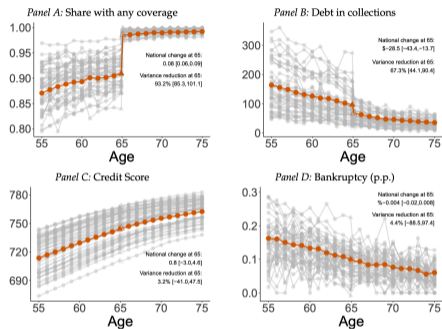 Panel A: Share with any coverage
1.00
0.95
0.90
0.85
0.80
National change at 65:
0.08 [0.06,0.09]
Variance reduction at 65:
93.2% [85.3,101.1]
55 60 65 70 75
Age
Panel B: Debt in collections
300
200
100
0
National change at 65:
$-28.5 [-43.4,-13.7]
Variance reduction at 65:
67.3% [44.1,90.4]
55 60 65 70 75
Age
Panel C: Credit Score
780
750
720
690
National change at 65:
0.8 [-3.0,4.6]
Variance reduction at 65:
3.2% [-41.0,47.5]
55 60 65 70 75
Age
Panel D: Bankruptcy (p.p.)
0.3
0.2
0.1
0.0
National change at 65:
%-0.004 [-0.02,0.008]
Variance reduction at 65:
4.4% [-88.5,97.4]
55 60 65 70 75
Age